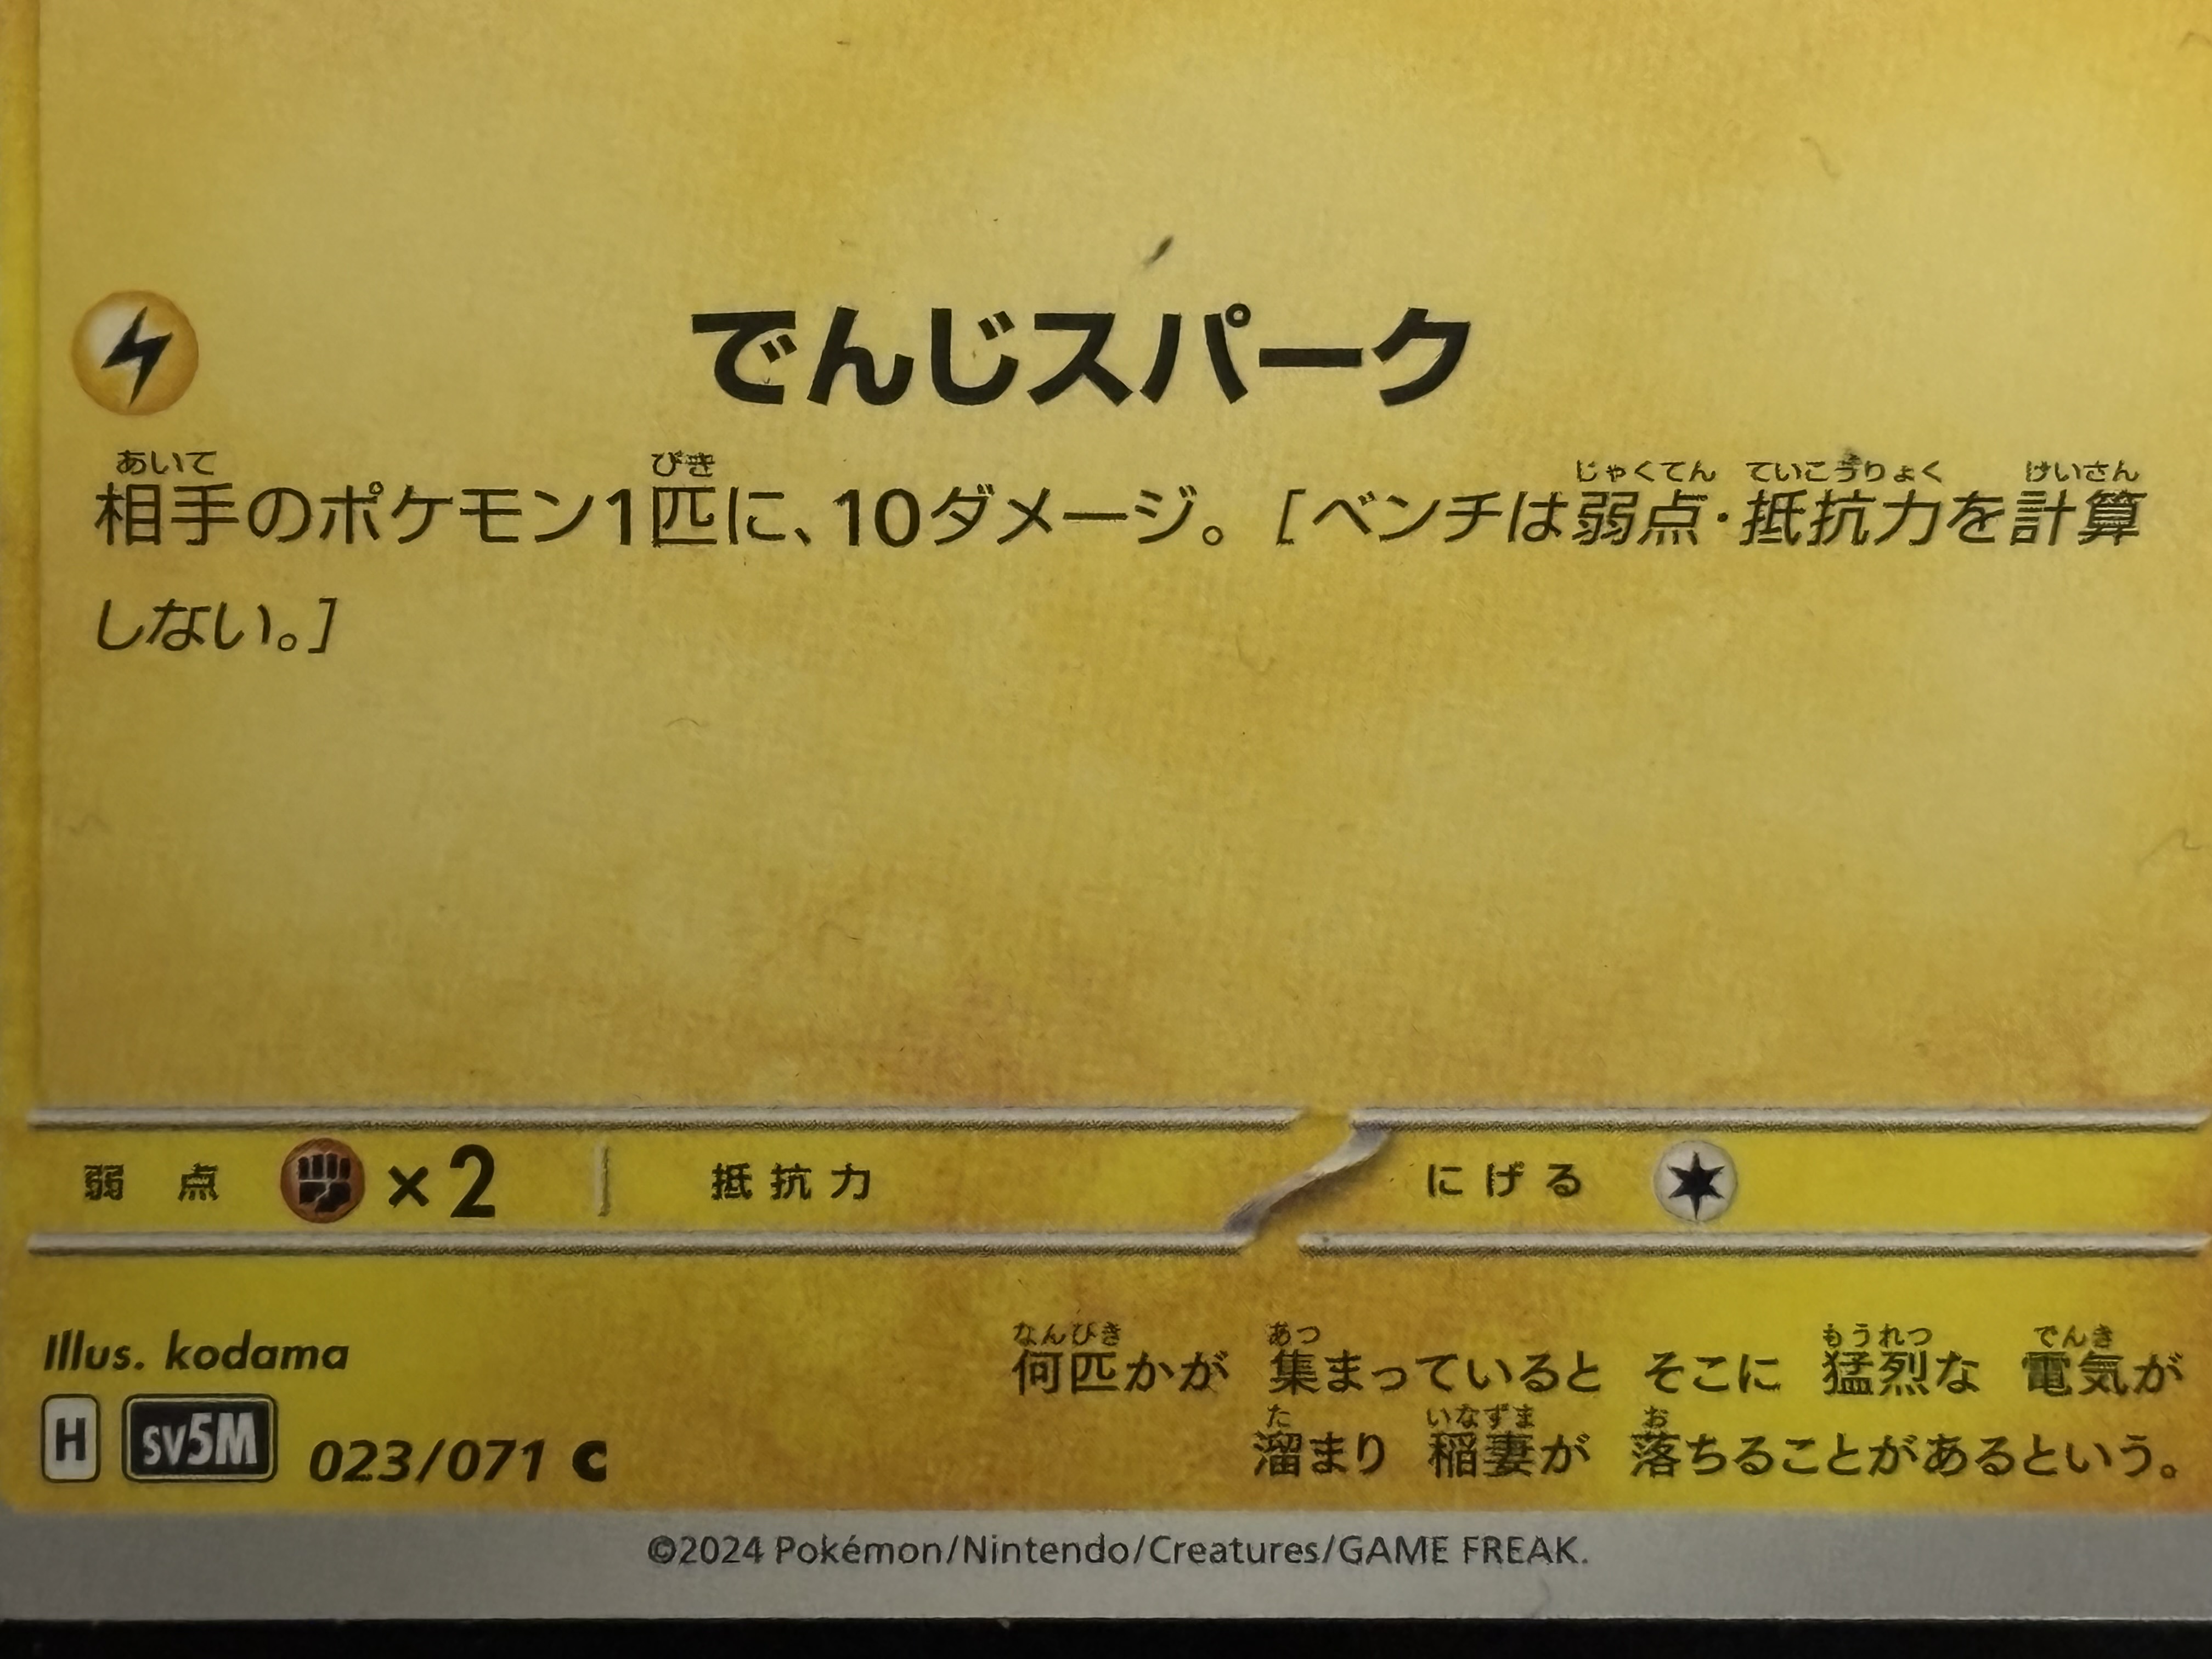 でんじスパーク
相手のポケモン1匹に、10ダメージ。[ベンチは弱点・抵抗力を計算
しない。]
弱点 ×2 抵抗力 にげる
Illus. kodama
H sv5M 023/071 C
何匹かが 集まっていると そこに 猛烈な 電気が
溜まり 稲妻が 落ちることがあるという。
©2024 Pokémon/Nintendo/Creatures/GAME FREAK.